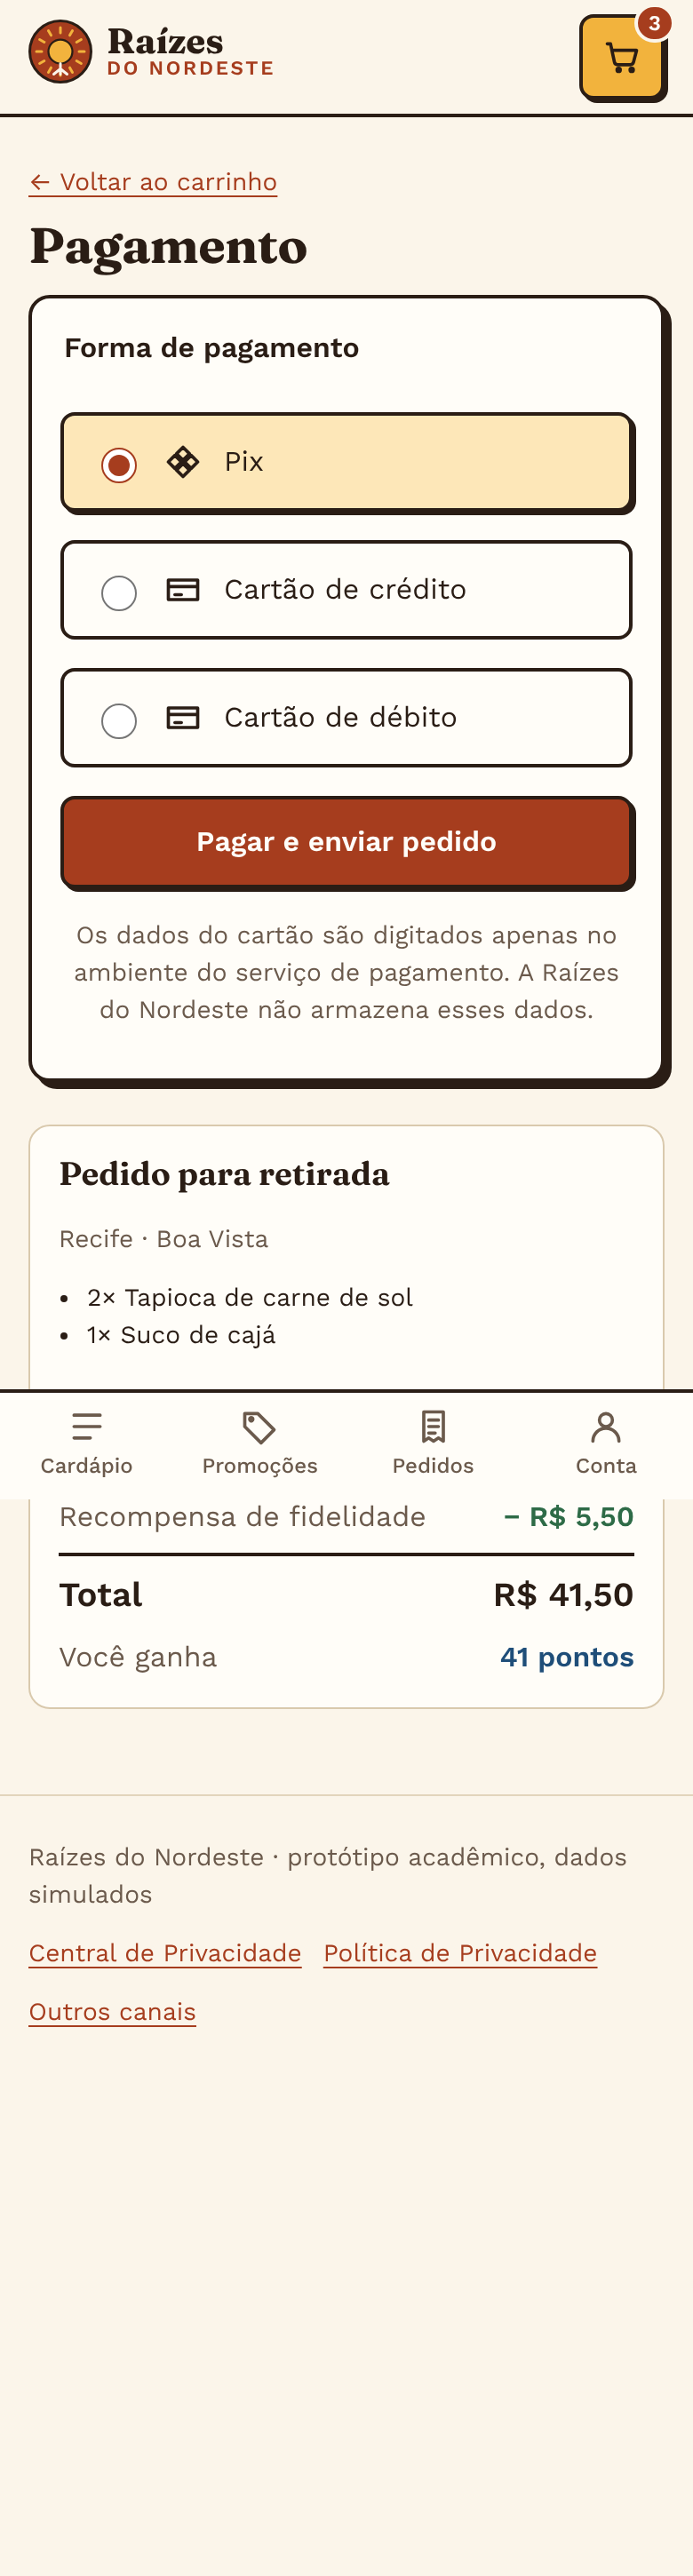 Raízes
DO NORDESTE
3
← Voltar ao carrinho
Pagamento
Forma de pagamento
Pix
Cartão de crédito
Cartão de débito
Pagar e enviar pedido
Os dados do cartão são digitados apenas no
ambiente do serviço de pagamento. A Raízes
do Nordeste não armazena esses dados.
Pedido para retirada
Recife · Boa Vista
• 2× Tapioca de carne de sol
• 1× Suco de cajá
Cardápio Promoções Pedidos Conta
Recompensa de fidelidade − R$ 5,50
Total R$ 41,50
Você ganha 41 pontos
Raízes do Nordeste · protótipo acadêmico, dados
simulados
Central de Privacidade Política de Privacidade
Outros canais